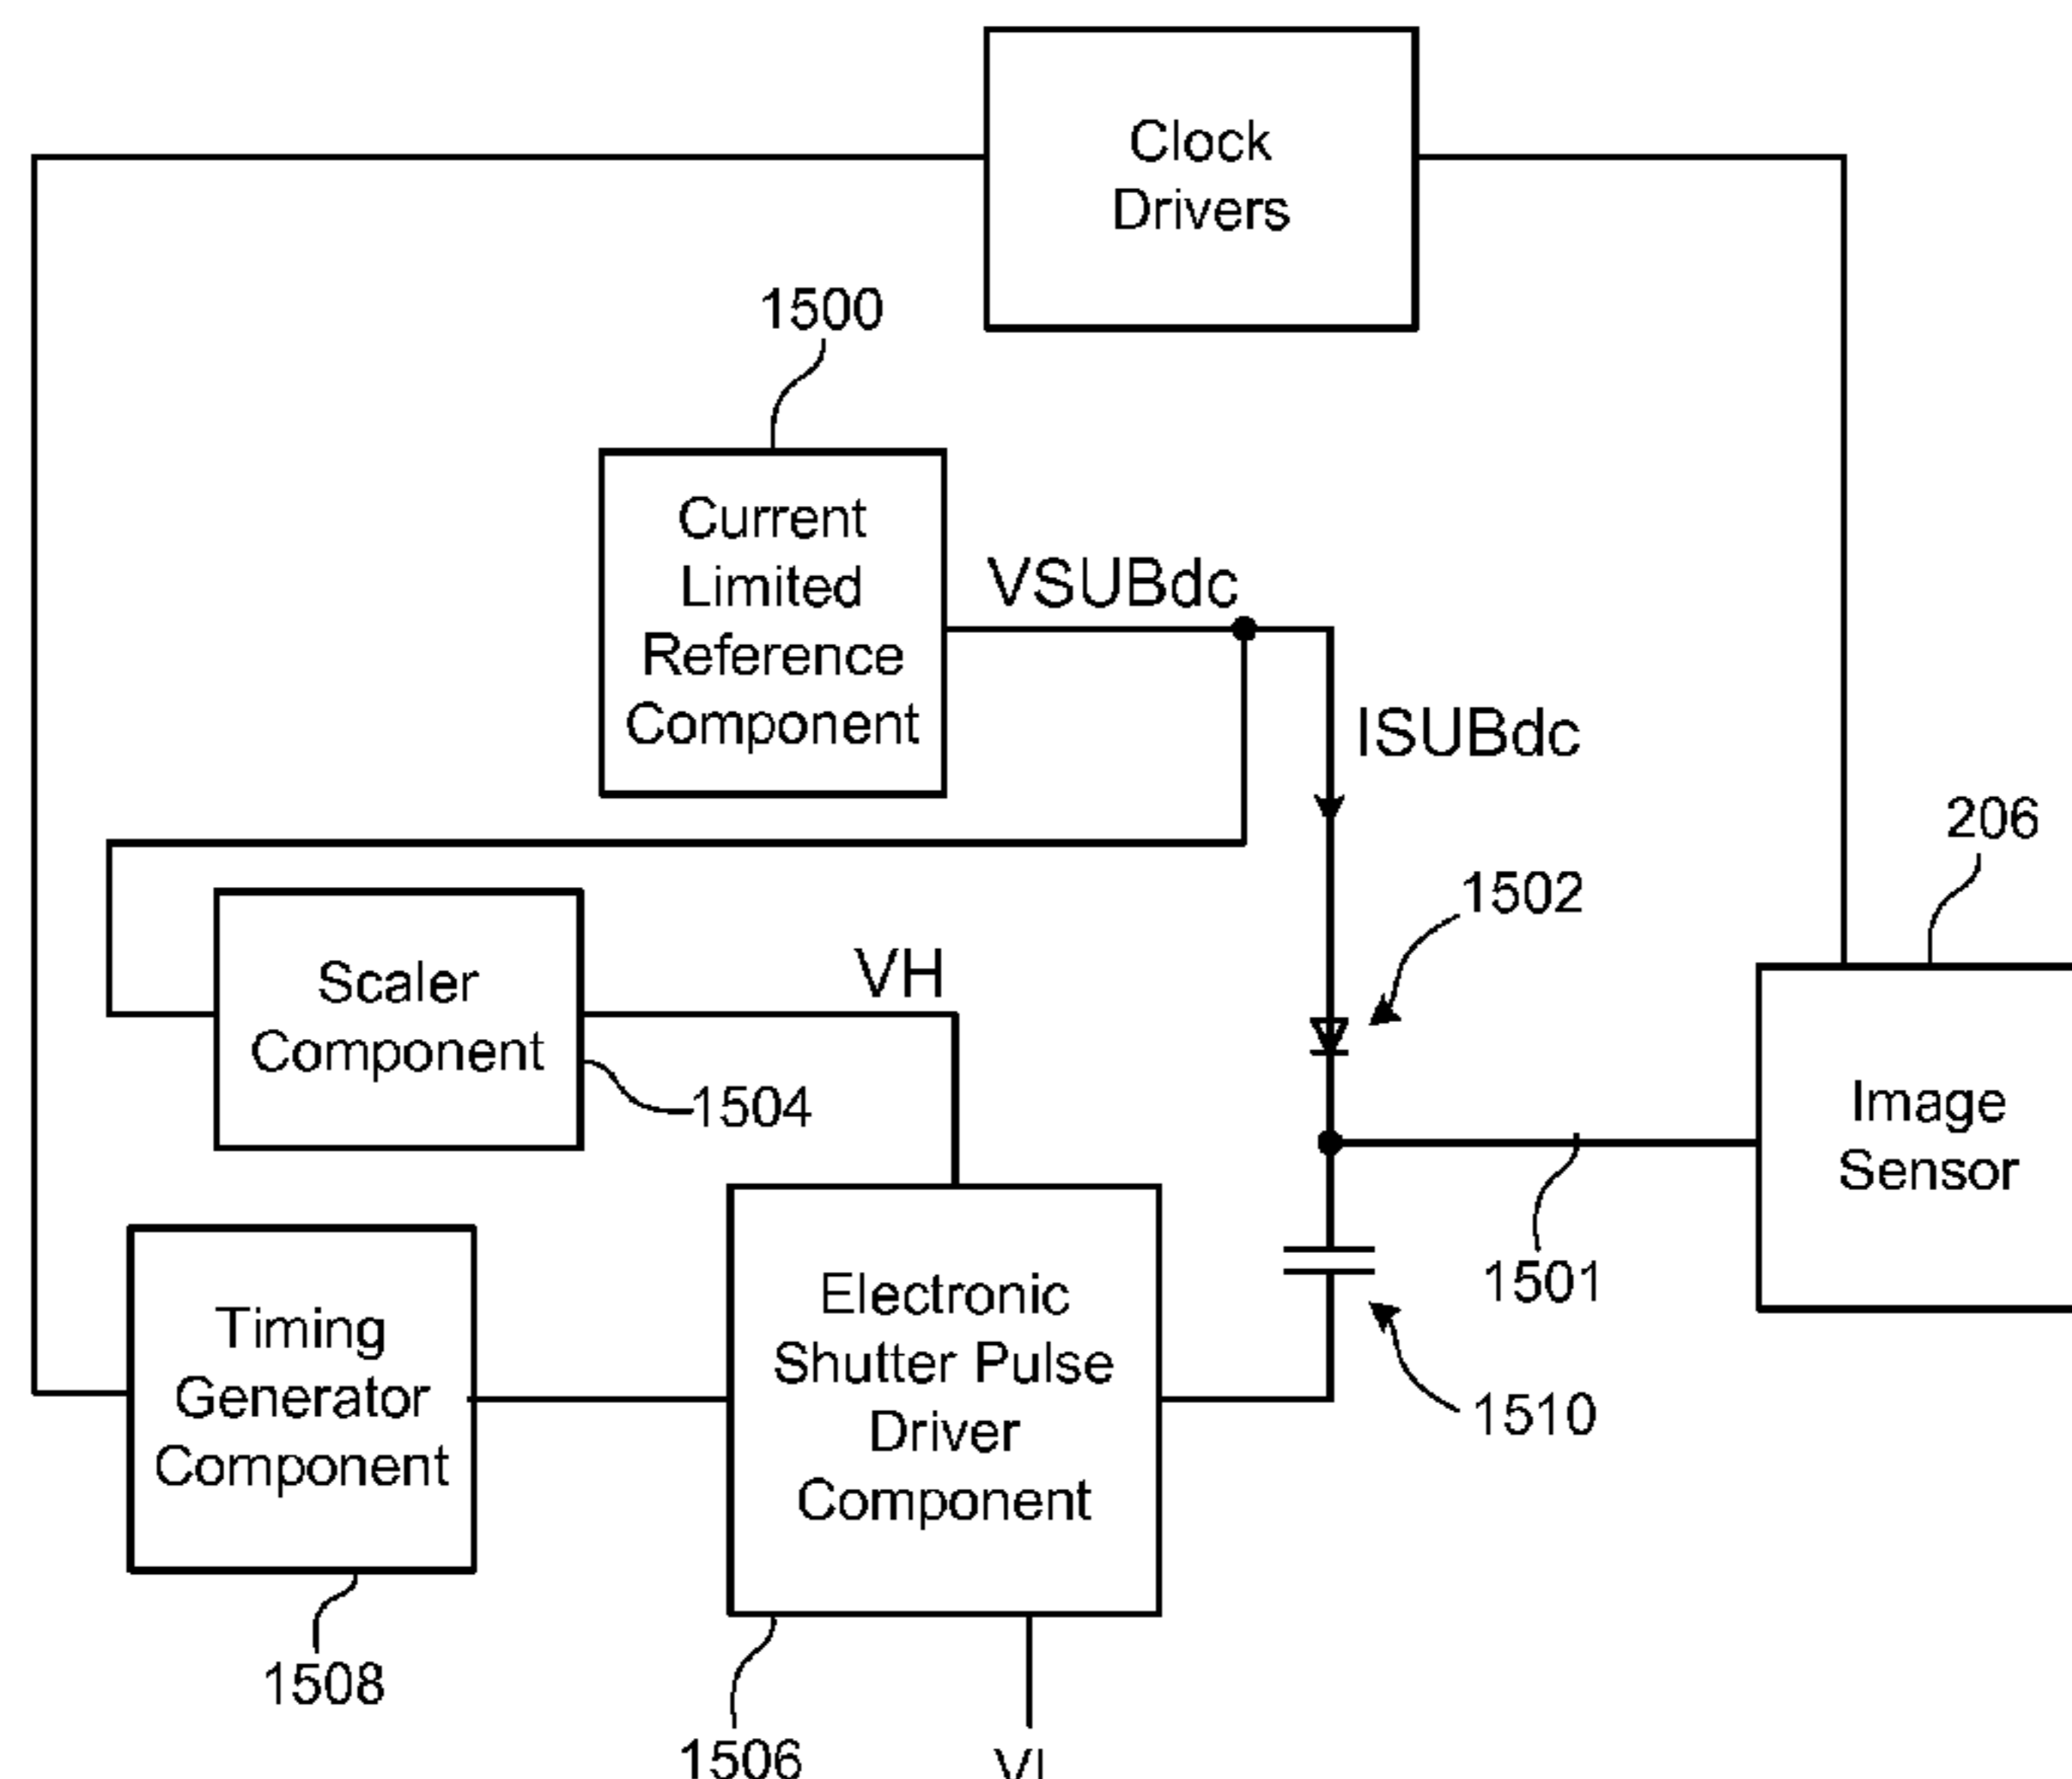 Clock
Drivers
1500
Current
Limited
Reference
Component
VSUBdc
ISUBdc
206
1502
Scaler
Component
VH
1504
Image
Sensor
1501
Timing
Generator
Component
Electronic
Shutter Pulse
Driver
Component
1510
1508
1506